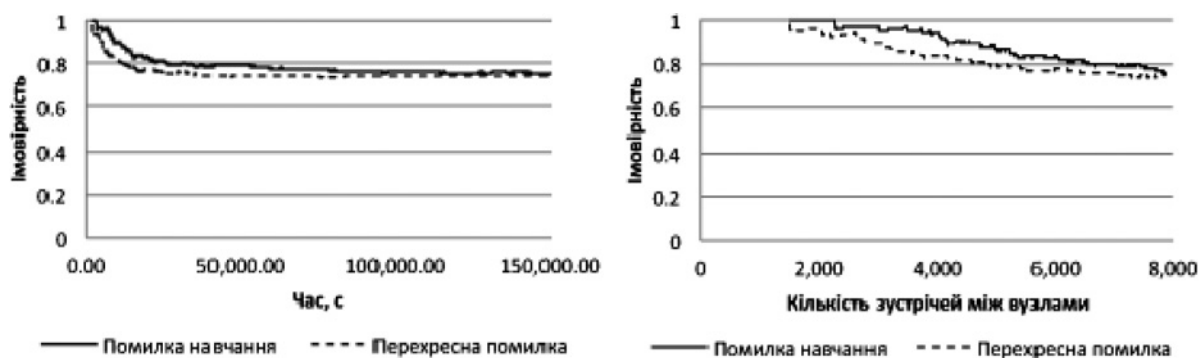 1
0.8
0.6
0.4
0.2
0
Імовірність
0.00 50,000.00 100,000.00 150,000.00
Час, с
Помилка навчання Перехресна помилка
1
0.8
0.6
0.4
0.2
0
Імовірність
0 2,000 4,000 6,000 8,000
Кількість зустрічей між вузлами
Помилка навчання Перехресна помилка